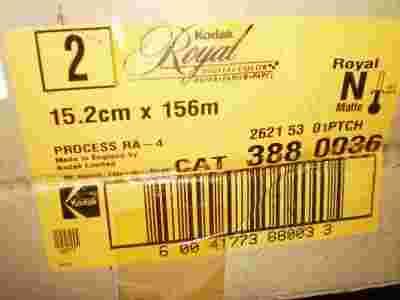 2
Kodak
Royal
Royal
N
Matte
15.2cm x 156m
2621 53 01PTCH
PROCESS RA-4
Made in England by
Kodak Limited
CAT 388 0036
Kodak
6 00 41773 88003 3